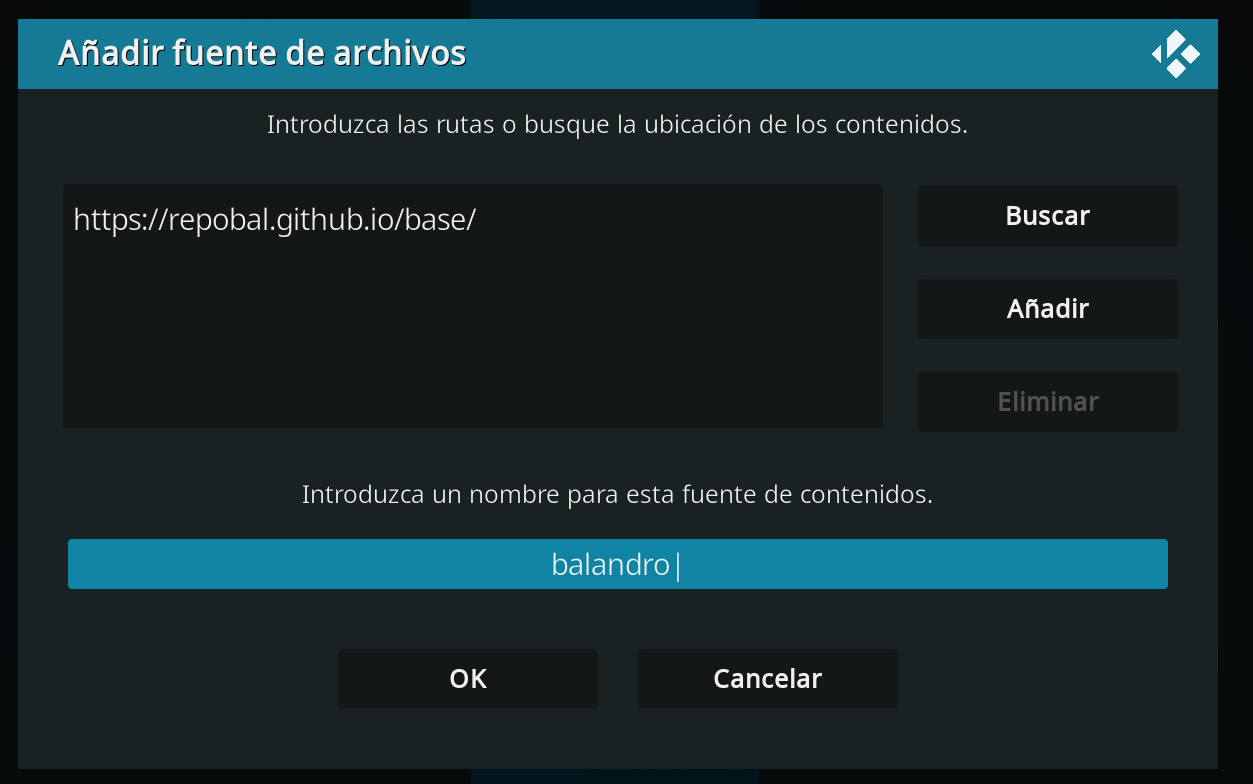 Añadir fuente de archivos
Introduzca las rutas o busque la ubicación de los contenidos.
https://repobal.github.io/base/
Buscar
Añadir
Eliminar
Introduzca un nombre para esta fuente de contenidos.
balandro
OK
Cancelar